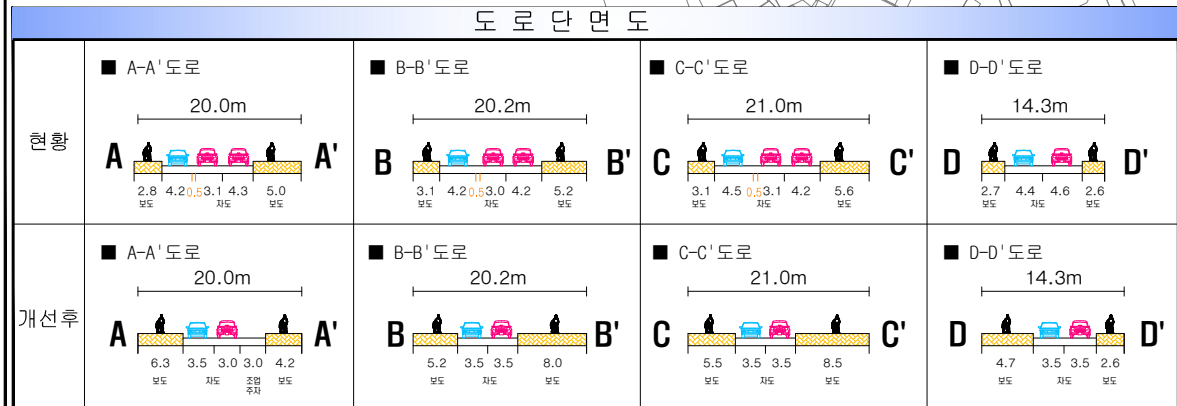 도로단면도
현황
■ A-A'도로
20.0m
A A'
2.8 4.2 0.5 3.1 4.3 5.0
보도 차도 보도
■ B-B'도로
20.2m
B B'
3.1 4.2 0.5 3.0 4.2 5.2
보도 차도 보도
■ C-C'도로
21.0m
C C'
3.1 4.5 0.5 3.1 4.2 5.6
보도 차도 보도
■ D-D'도로
14.3m
D D'
2.7 4.4 4.6 2.6
보도 차도 보도
개선후
■ A-A'도로
20.0m
A A'
6.3 3.5 3.0 3.0 4.2
보도 차도 조업 보도
주차
■ B-B'도로
20.2m
B B'
5.2 3.5 3.5 8.0
보도 차도 보도
■ C-C'도로
21.0m
C C'
5.5 3.5 3.5 8.5
보도 차도 보도
■ D-D'도로
14.3m
D D'
4.7 3.5 3.5 2.6
보도 차도 보도